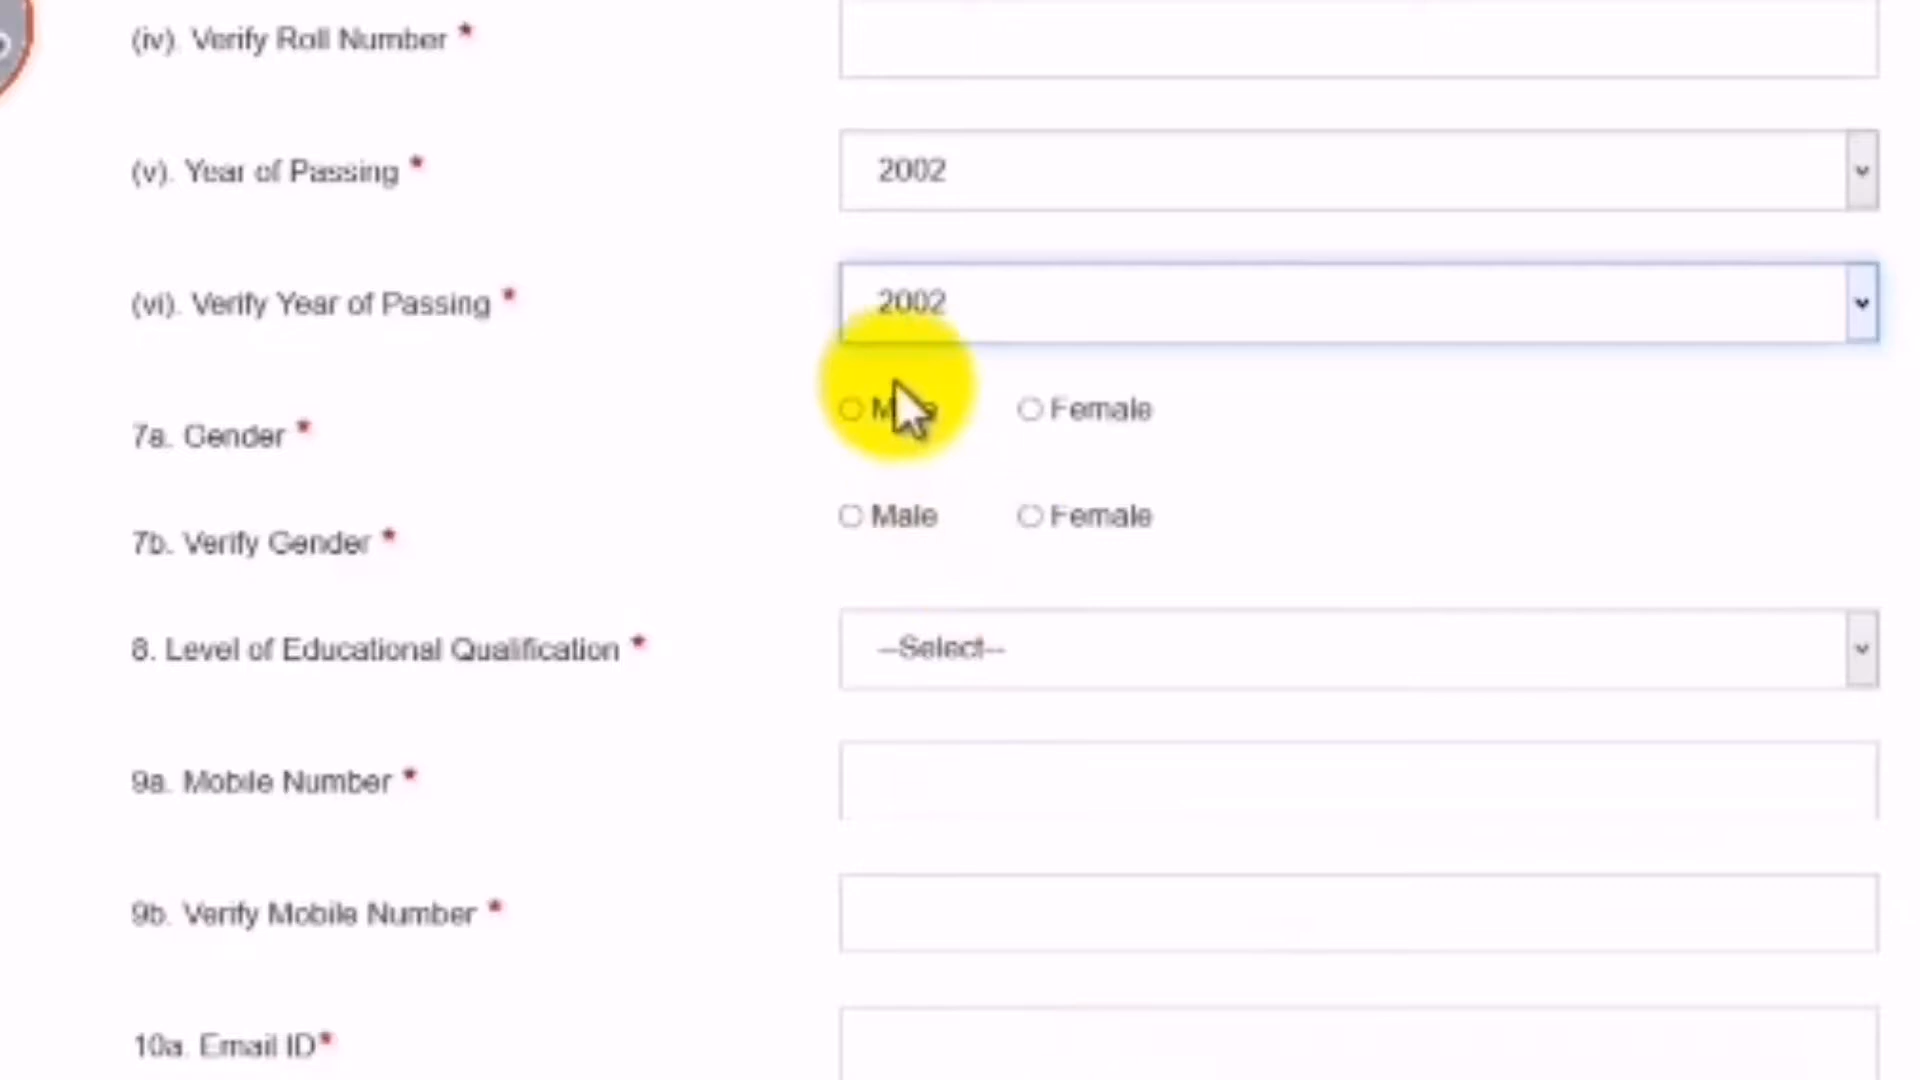 (iv). Verify Roll Number *
(v). Year of Passing * 2002
(vi). Verify Year of Passing * 2002
7a. Gender * Male Female
7b. Verify Gender * Male Female
8. Level of Educational Qualification * --Select--
9a. Mobile Number *
9b. Verify Mobile Number *
10a. Email ID*